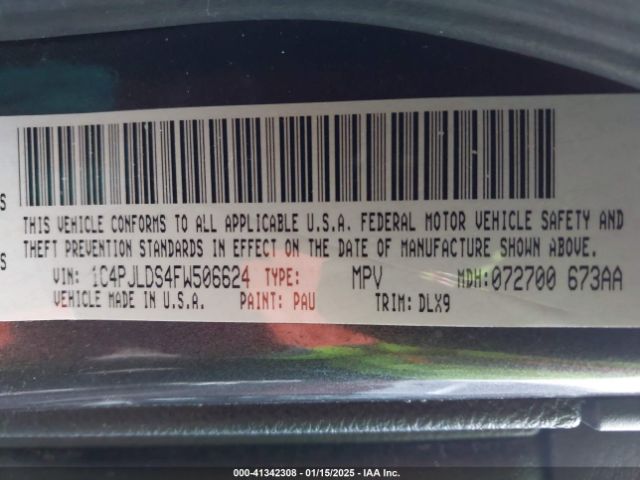 S
THIS VEHICLE CONFORMS TO ALL APPLICABLE U.S.A. FEDERAL MOTOR VEHICLE SAFETY AND
S THEFT PREVENTION STANDARDS IN EFFECT ON THE DATE OF MANUFACTURE SHOWN ABOVE.
VIN: 1C4PJLDS4FW506624 TYPE: MPV MDH:072700 673AA
VEHICLE MADE IN U.S.A. PAINT: PAU TRIM: DLX9
000-41342308 - 01/15/2025 - IAA Inc.